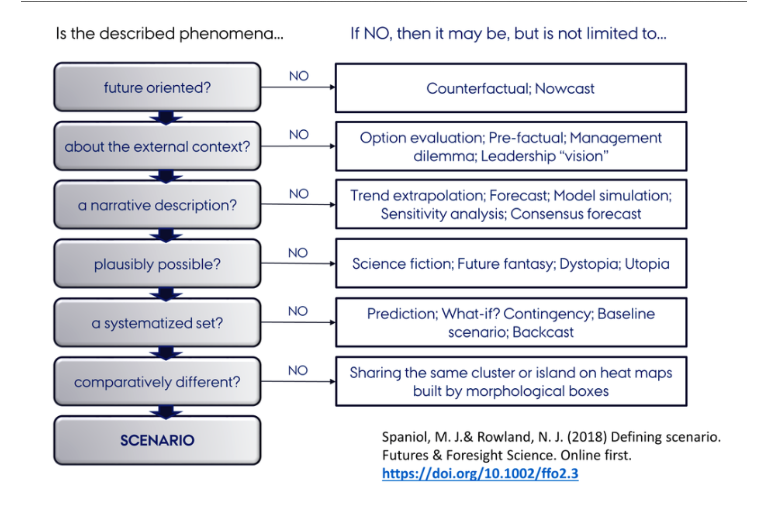 Is the described phenomena...
If NO, then it may be, but is not limited to...
future oriented?
NO
Counterfactual; Nowcast
about the external context?
NO
Option evaluation; Pre-factual; Management
dilemma; Leadership “vision”
a narrative description?
NO
Trend extrapolation; Forecast; Model simulation;
Sensitivity analysis; Consensus forecast
plausibly possible?
NO
Science fiction; Future fantasy; Dystopia; Utopia
a systematized set?
NO
Prediction; What-if? Contingency; Baseline
scenario; Backcast
comparatively different?
NO
Sharing the same cluster or island on heat maps
built by morphological boxes
SCENARIO
Spaniol, M. J.& Rowland, N. J. (2018) Defining scenario.
Futures & Foresight Science. Online first.
https://doi.org/10.1002/ffo2.3